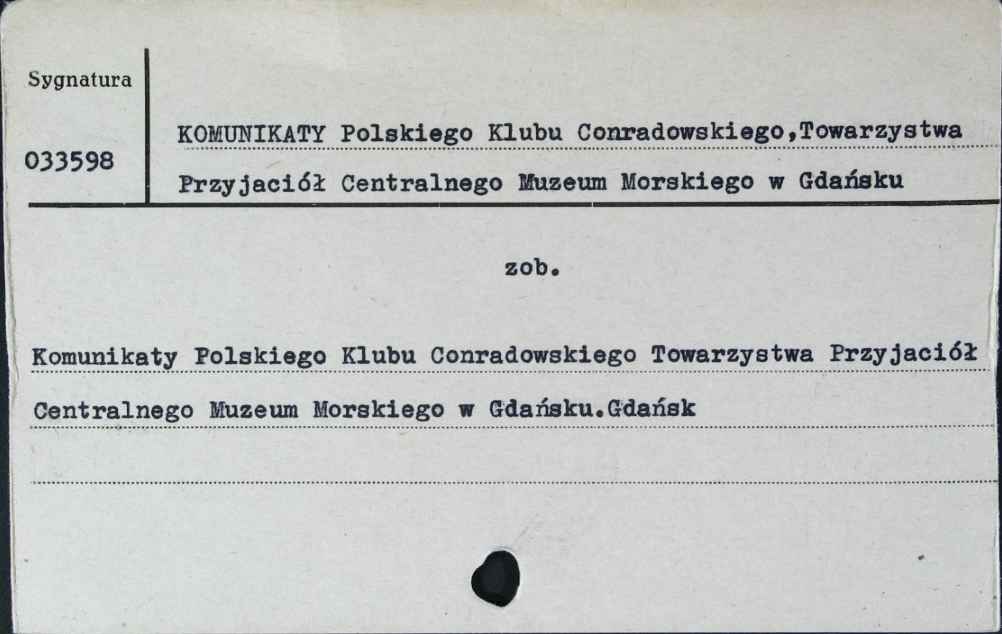 Sygnatura
033598
KOMUNIKATY Polskiego Klubu Conradowskiego,Towarzystwa
Przyjaciół Centralnego Muzeum Morskiego w Gdańsku
zob.
Komunikaty Polskiego Klubu Conradowskiego Towarzystwa Przyjaciół
Centralnego Muzeum Morskiego w Gdańsku.Gdańsk